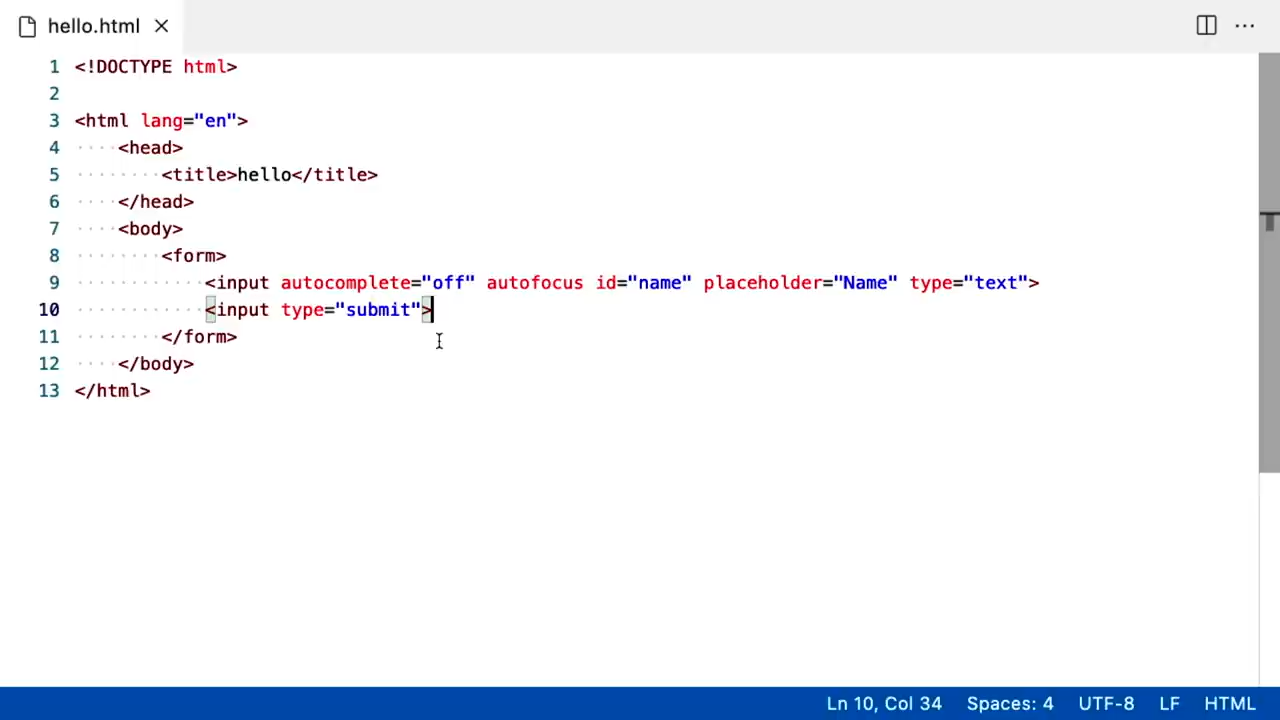 hello.html
1 <!DOCTYPE html>
2
3 <html lang="en">
4 ····<head>
5 ········<title>hello</title>
6 ····</head>
7 ····<body>
8 ········<form>
9 ············<input autocomplete="off" autofocus id="name" placeholder="Name" type="text">
10 ············<input type="submit">
11 ········</form>
12 ····</body>
13 </html>
Ln 10, Col 34 Spaces: 4 UTF-8 LF HTML